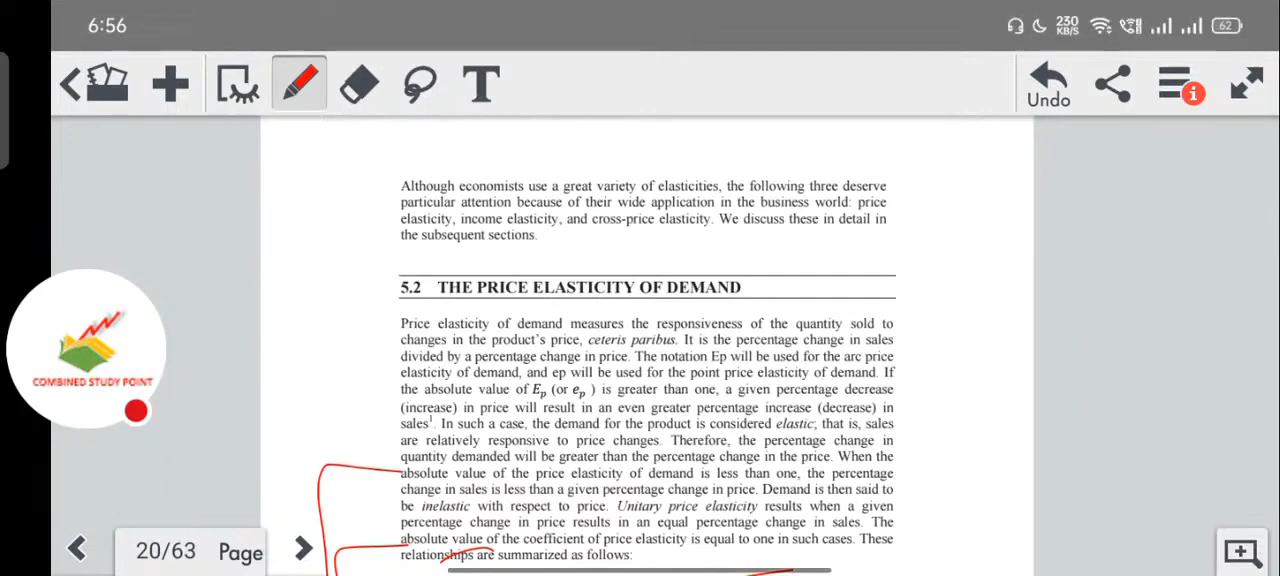 6:56
230
KB/S
62
T
Undo
i
Although economists use a great variety of elasticities, the following three deserve
particular attention because of their wide application in the business world: price
elasticity, income elasticity, and cross-price elasticity. We discuss these in detail in
the subsequent sections.
5.2 THE PRICE ELASTICITY OF DEMAND
Price elasticity of demand measures the responsiveness of the quantity sold to
changes in the product's price, ceteris paribus. It is the percentage change in sales
divided by a percentage change in price. The notation Ep will be used for the arc price
elasticity of demand, and ep will be used for the point price elasticity of demand. If
the absolute value of Eₚ (or eₚ ) is greater than one, a given percentage decrease
(increase) in price will result in an even greater percentage increase (decrease) in
sales¹. In such a case, the demand for the product is considered elastic; that is, sales
are relatively responsive to price changes. Therefore, the percentage change in
quantity demanded will be greater than the percentage change in the price. When the
absolute value of the price elasticity of demand is less than one, the percentage
change in sales is less than a given percentage change in price. Demand is then said to
be inelastic with respect to price. Unitary price elasticity results when a given
percentage change in price results in an equal percentage change in sales. The
absolute value of the coefficient of price elasticity is equal to one in such cases. These
relationships are summarized as follows:
COMBINED STUDY POINT
20/63 Page